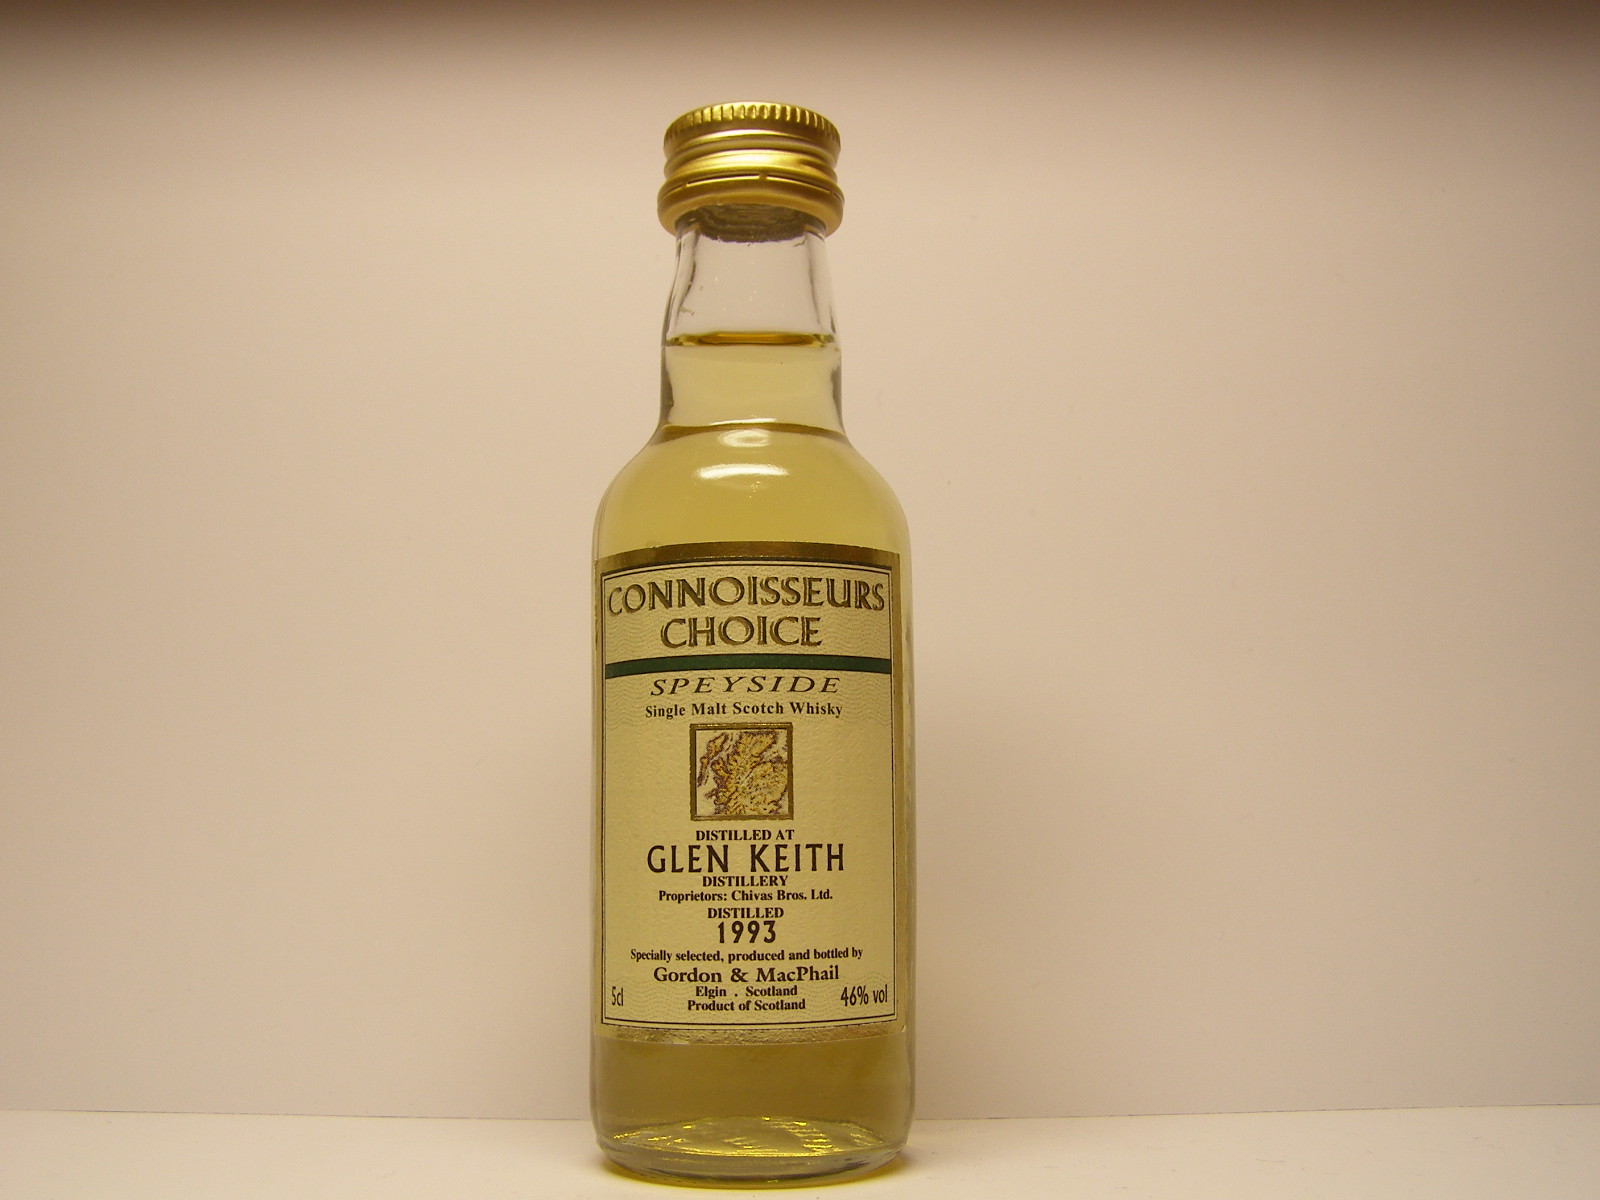 CONNOISSEURS
CHOICE
SPEYSIDE
Single Malt Scotch Whisky
DISTILLED AT
GLEN KEITH
DISTILLERY
Proprietors: Chivas Bros. Ltd.
DISTILLED
1993
Specially selected, produced and bottled by
Gordon & MacPhail
Elgin . Scotland
5cl Product of Scotland 46% vol